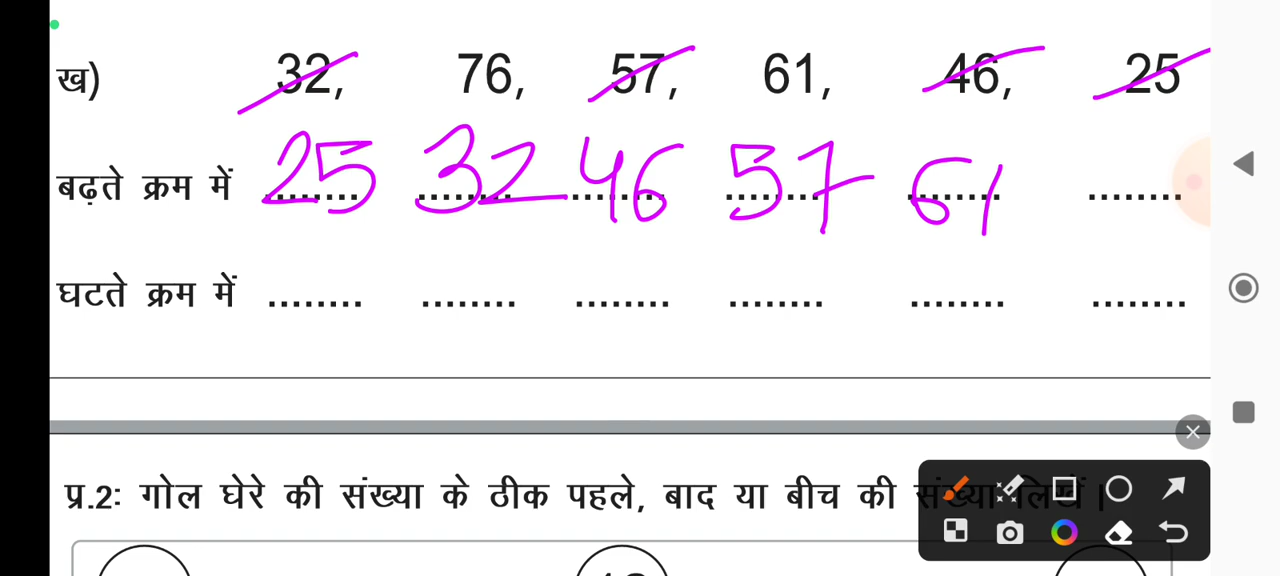 ख) 32, 76, 57, 61, 46, 25
बढ़ते क्रम में 25 32 46 57 61 ........
घटते क्रम में ........ ........ ........ ........ ........ ........
प्र.2: गोल घेरे की संख्या के ठीक पहले, बाद या बीच की संख्या लिखें।